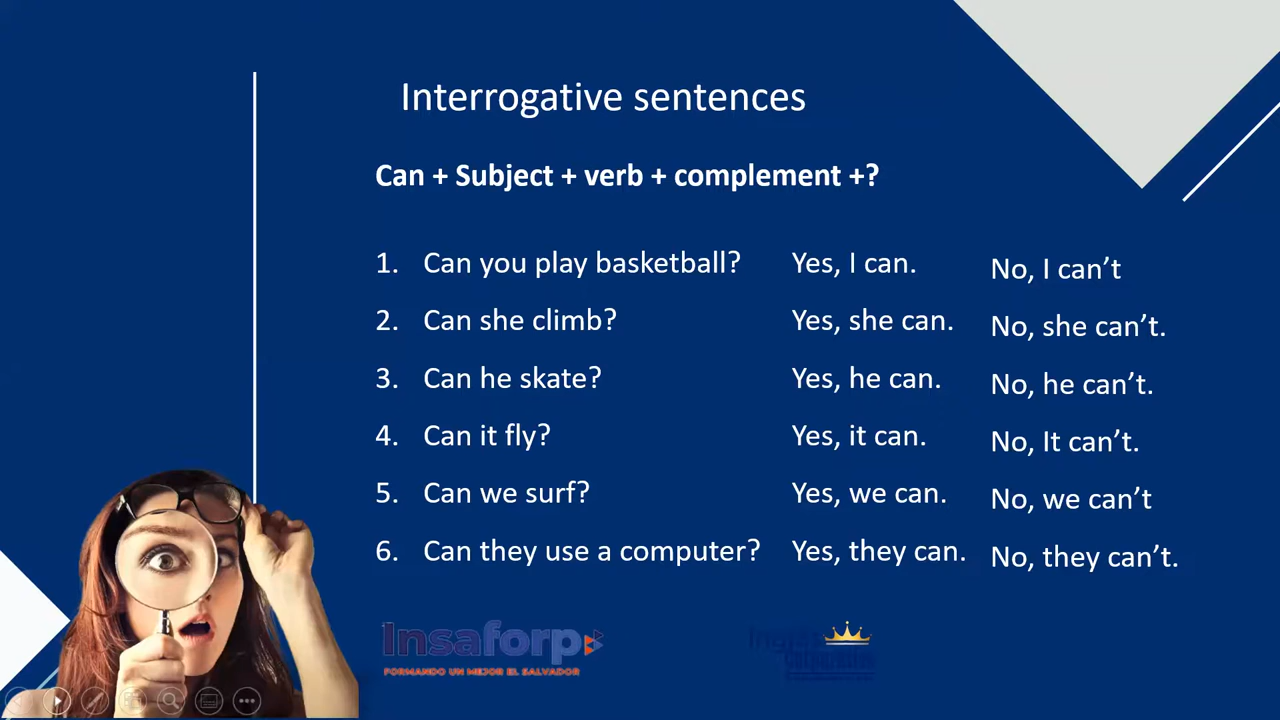 Interrogative sentences
Can + Subject + verb + complement +?
1. Can you play basketball? Yes, I can. No, I can’t
2. Can she climb? Yes, she can. No, she can’t.
3. Can he skate? Yes, he can. No, he can’t.
4. Can it fly? Yes, it can. No, It can’t.
5. Can we surf? Yes, we can. No, we can’t
6. Can they use a computer? Yes, they can. No, they can’t.
Insaforp
FORMANDO UN MEJOR EL SALVADOR